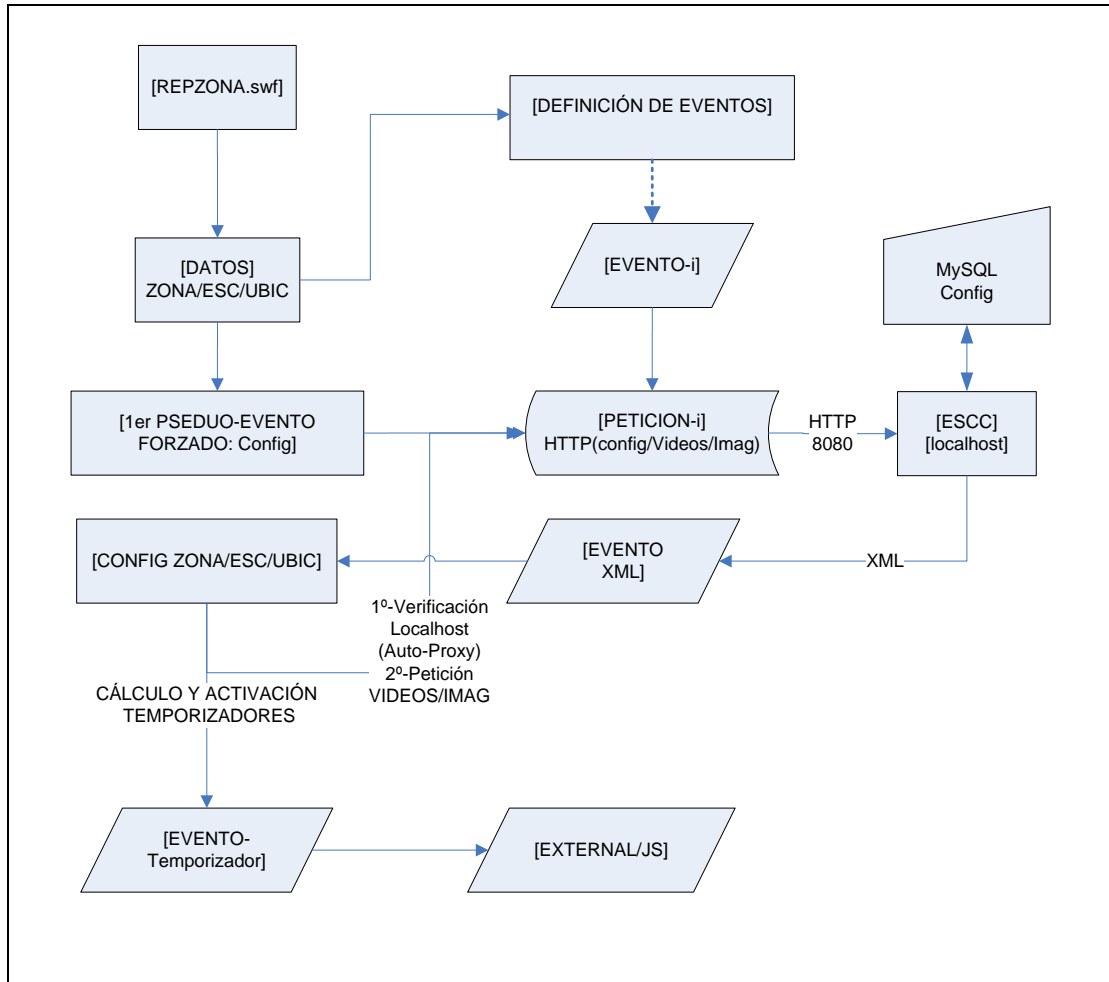 [REPZONA.swf]
[DEFINICIÓN DE EVENTOS]
[DATOS]
ZONA/ESC/UBIC
[EVENTO-i]
MySQL
Config
[1er PSEDUO-EVENTO
FORZADO: Config]
[PETICION-i]
HTTP(config/Videos/Imag)
HTTP
8080
[ESCC]
[localhost]
[CONFIG ZONA/ESC/UBIC]
[EVENTO
XML]
XML
1º-Verificación
Localhost
(Auto-Proxy)
2º-Petición
VIDEOS/IMAG
CÁLCULO Y ACTIVACIÓN
TEMPORIZADORES
[EVENTO-
Temporizador]
[EXTERNAL/JS]